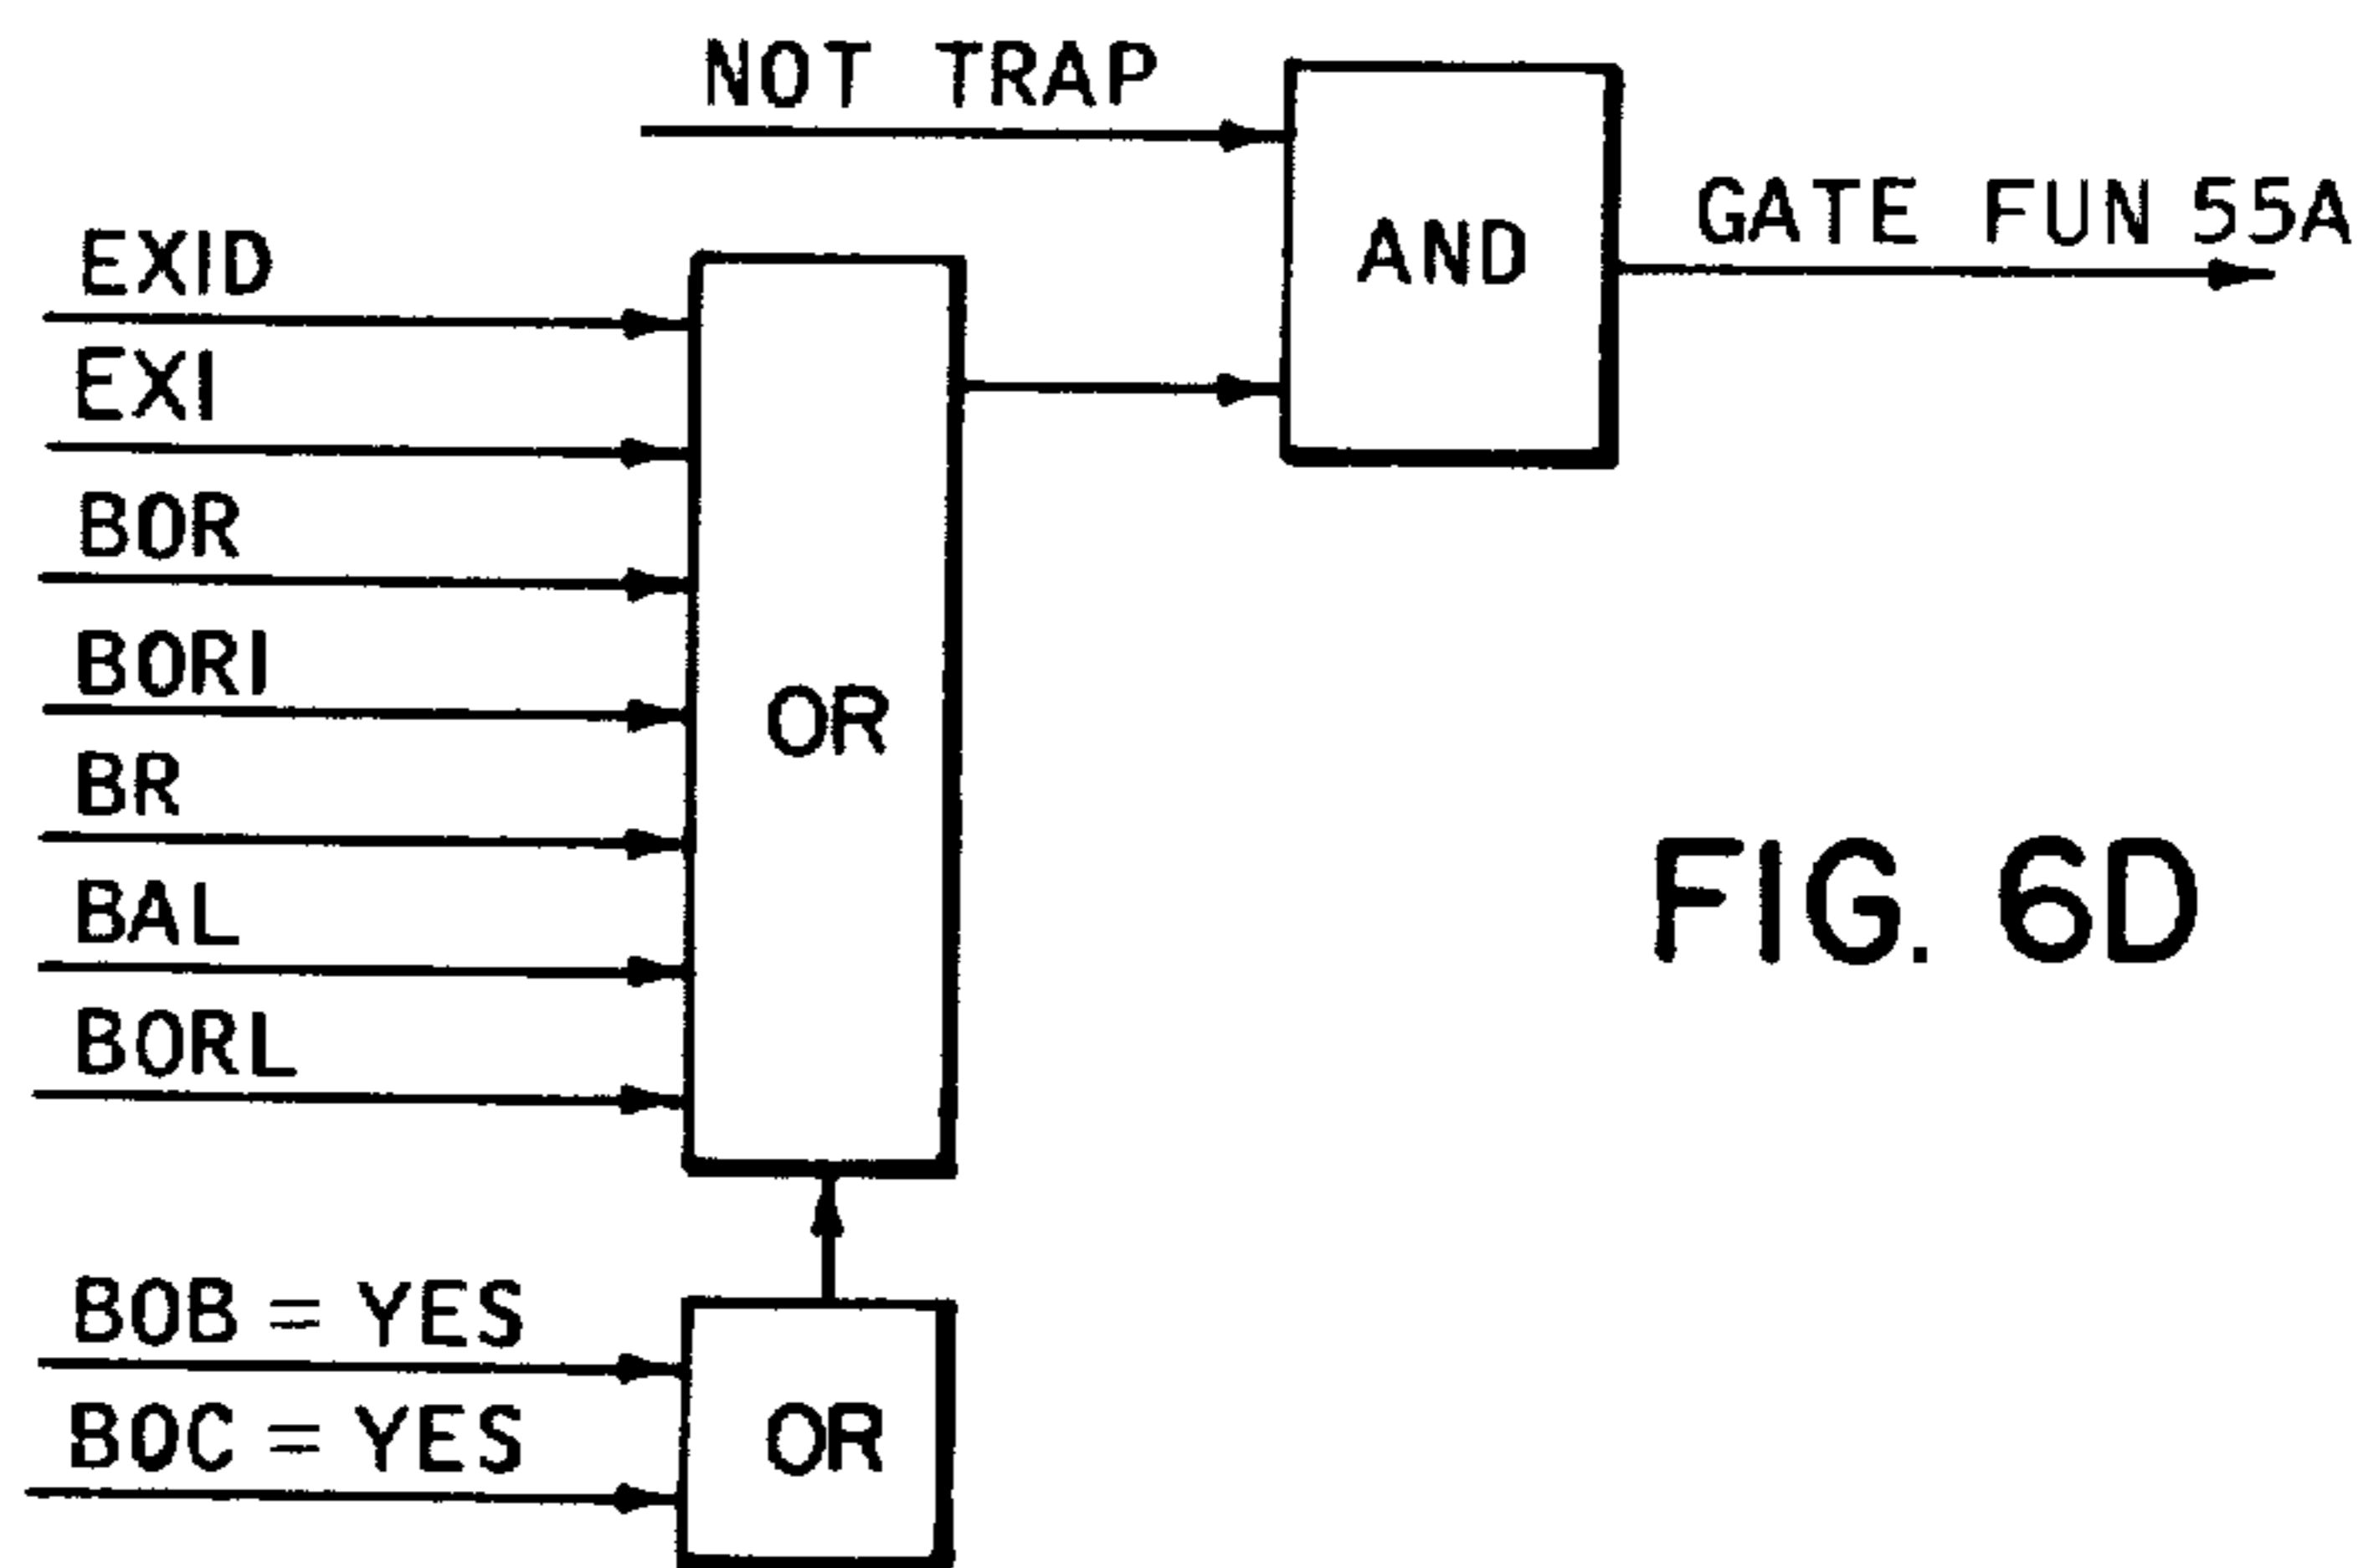 NOT TRAP
AND
GATE FUN 55A
EXID
EXI
BOR
BORI
OR
BR
BAL
BORL
FIG. 6D
BOB = YES
BOC = YES
OR